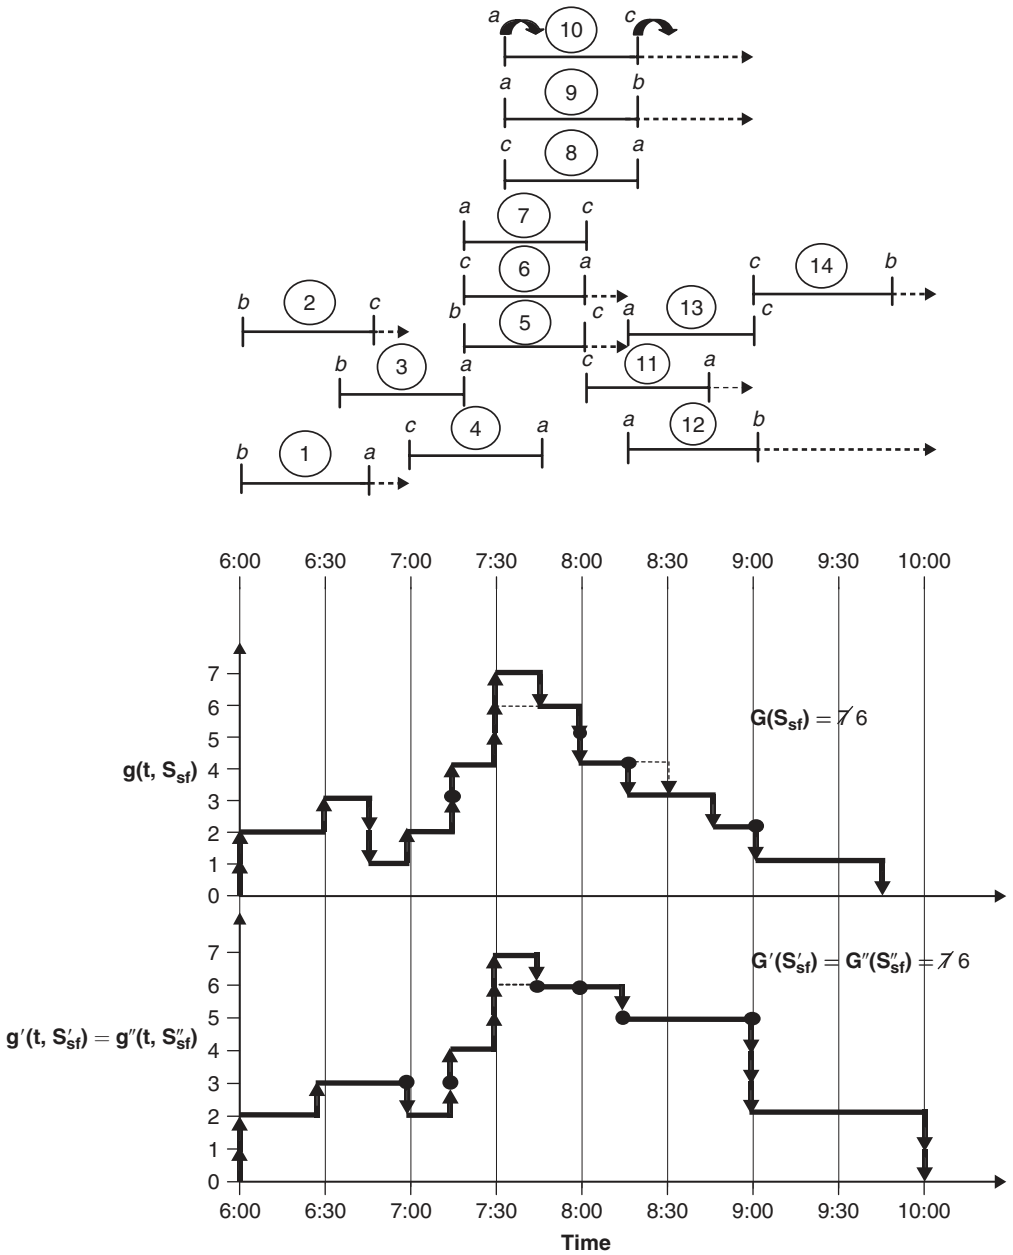 a 10 c
a 9 b
c 8 a
a 7 c
c 6 a
c 14 b
b 2 c
b 5 c
a 13 c
b 3 a
c 11 a
c 4 a
a 12 b
b 1 a
6:00 6:30 7:00 7:30 8:00 8:30 9:00 9:30 10:00
7
6
5
4
3
2
1
0
g(t, S_sf)
G(S_sf) = 7 6
7
6
5
4
3
2
1
0
g′(t, S′_sf) = g″(t, S″_sf)
G′(S′_sf) = G″(S″_sf) = 7 6
6:00 6:30 7:00 7:30 8:00 8:30 9:00 9:30 10:00
Time